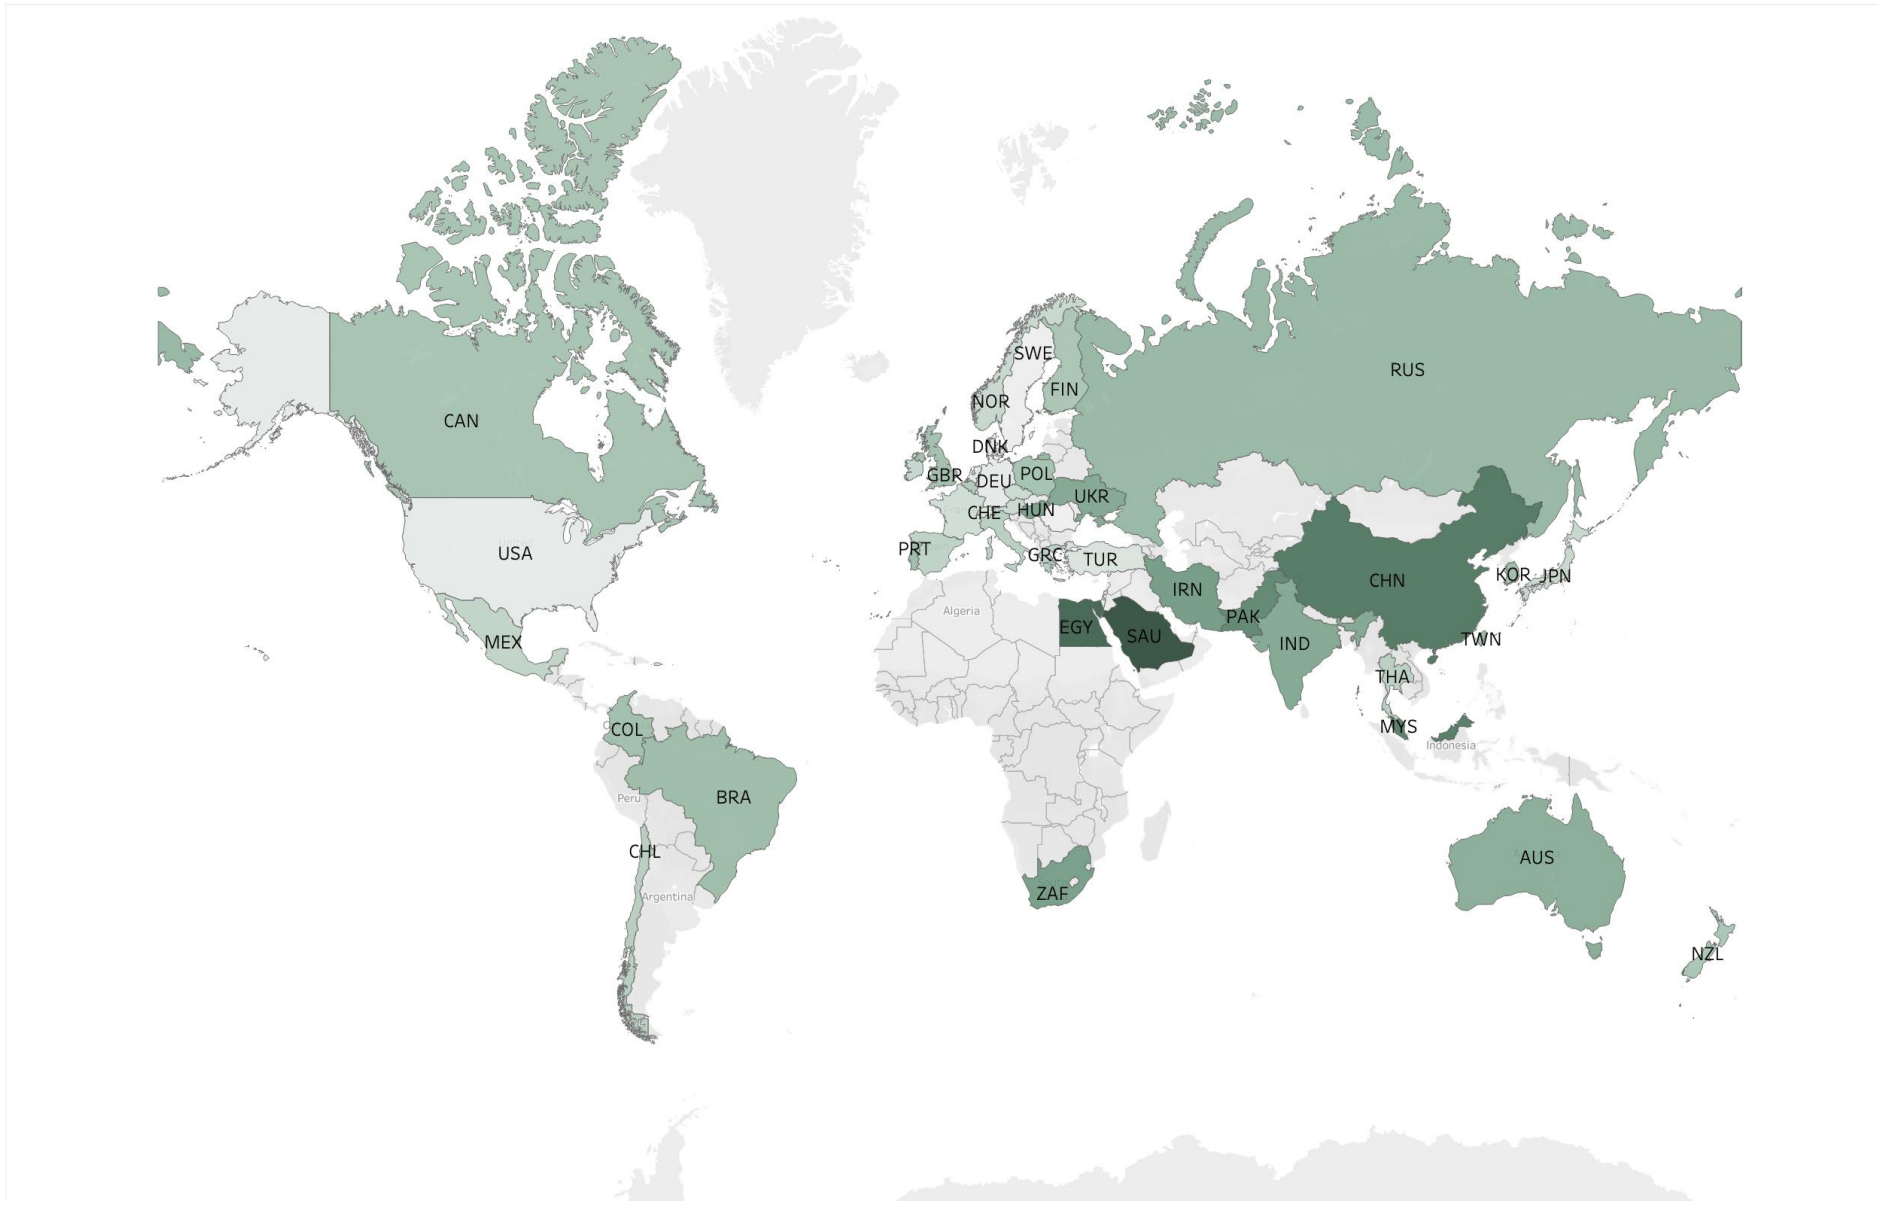 RUS
SWE
FIN
NOR
CAN
DNK
GBR
DEU
POL
UKR
CHE
HUN
USA
PRT
GRC
TUR
KOR
JPN
CHN
IRN
Algeria
PAK
EGY
SAU
IND
TWN
MEX
THA
COL
MYS
Indonesia
BRA
Peru
CHL
AUS
Argentina
ZAF
NZL